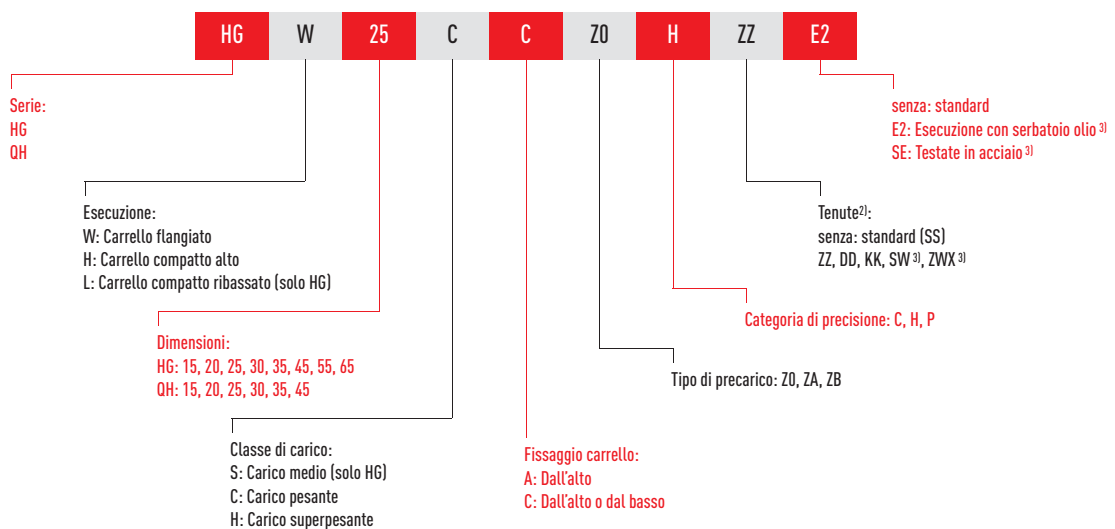 HG W 25 C C Z0 H ZZ E2
Serie:
HG
QH
senza: standard
E2: Esecuzione con serbatoio olio 3)
SE: Testate in acciaio 3)
Esecuzione:
W: Carrello flangiato
H: Carrello compatto alto
L: Carrello compatto ribassato (solo HG)
Tenute2):
senza: standard (SS)
ZZ, DD, KK, SW 3), ZWX 3)
Dimensioni:
HG: 15, 20, 25, 30, 35, 45, 55, 65
QH: 15, 20, 25, 30, 35, 45
Categoria di precisione: C, H, P
Tipo di precarico: Z0, ZA, ZB
Classe di carico:
S: Carico medio (solo HG)
C: Carico pesante
H: Carico superpesante
Fissaggio carrello:
A: Dall'alto
C: Dall'alto o dal basso